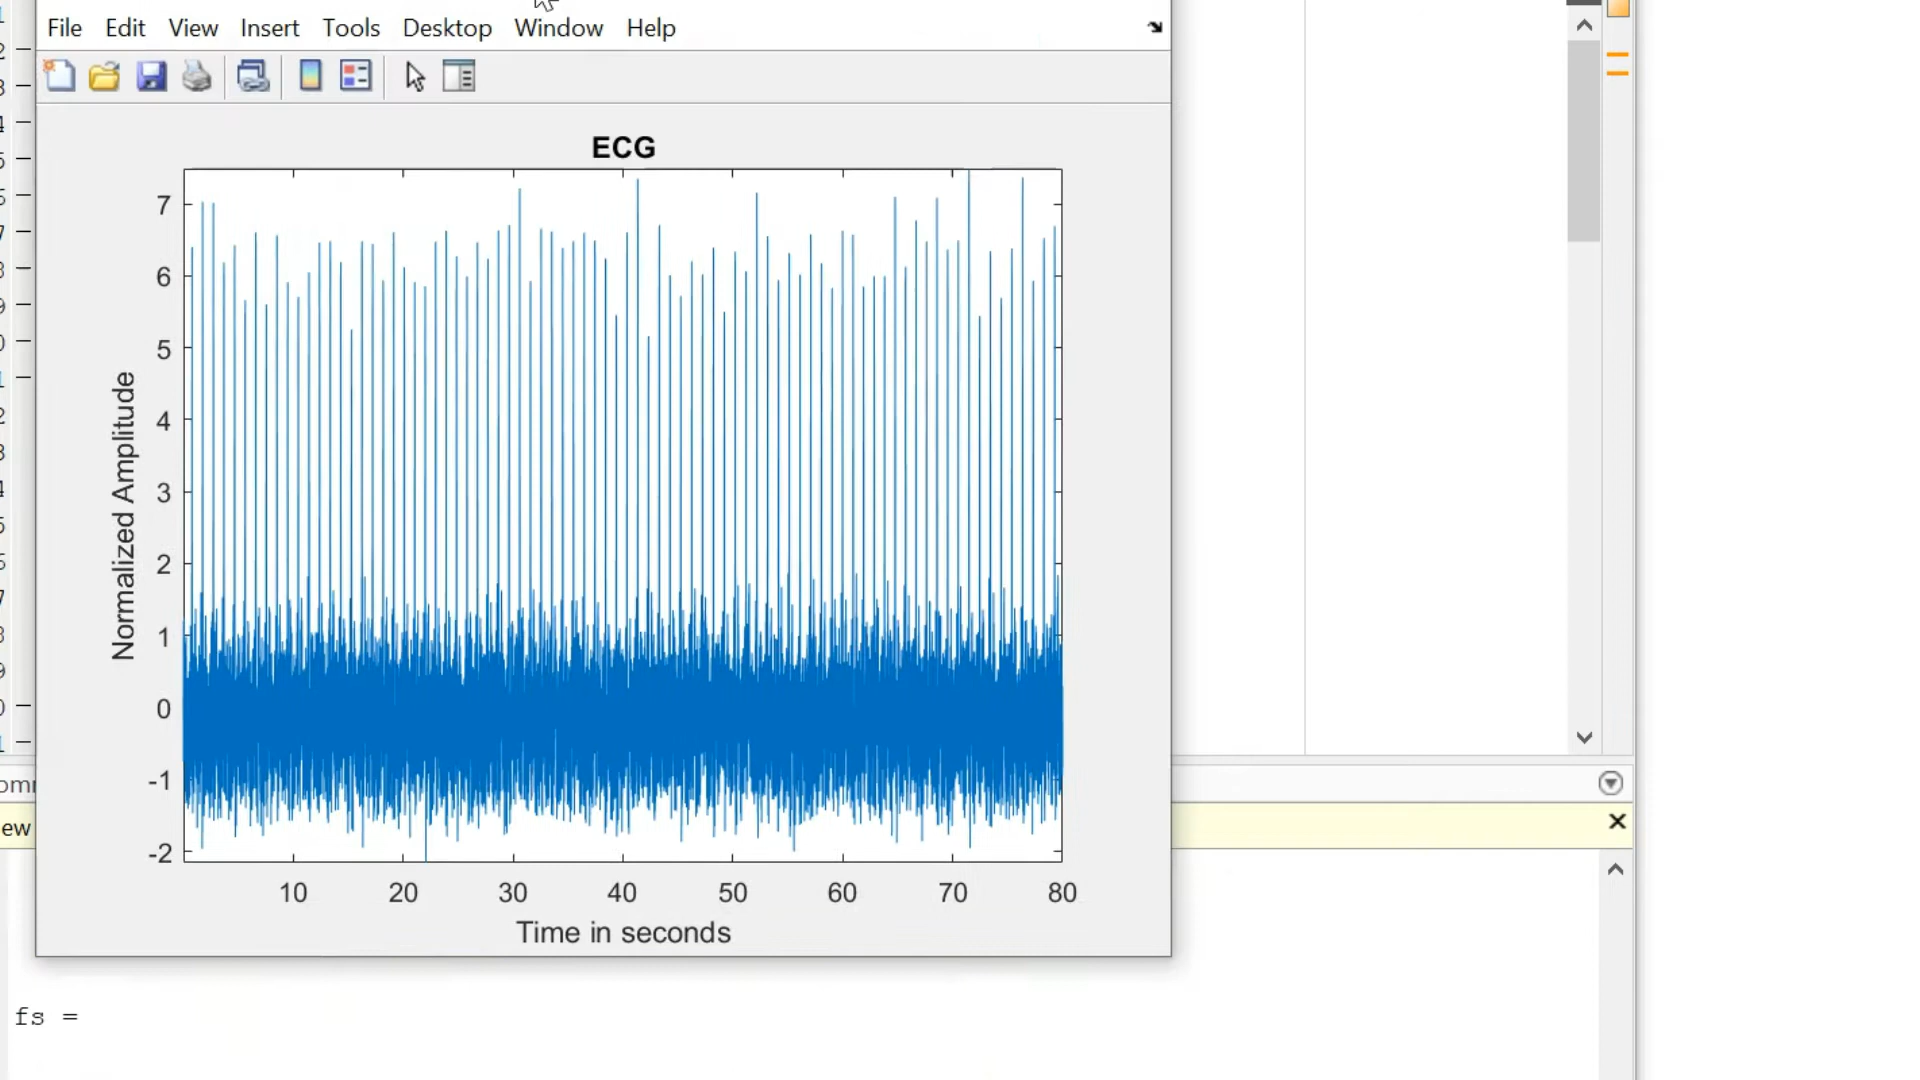 File Edit View Insert Tools Desktop Window Help
ECG
7
6
5
4
3
2
1
0
-1
-2
Normalized Amplitude
10 20 30 40 50 60 70 80
Time in seconds
ew
fs =